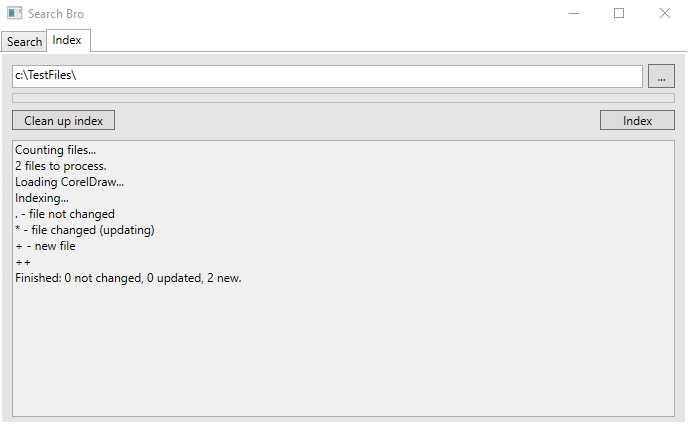 Search Bro
Search Index
c:\TestFiles\ ...
Clean up index Index
Counting files...
2 files to process.
Loading CorelDraw...
Indexing...
. - file not changed
* - file changed (updating)
+ - new file
++
Finished: 0 not changed, 0 updated, 2 new.